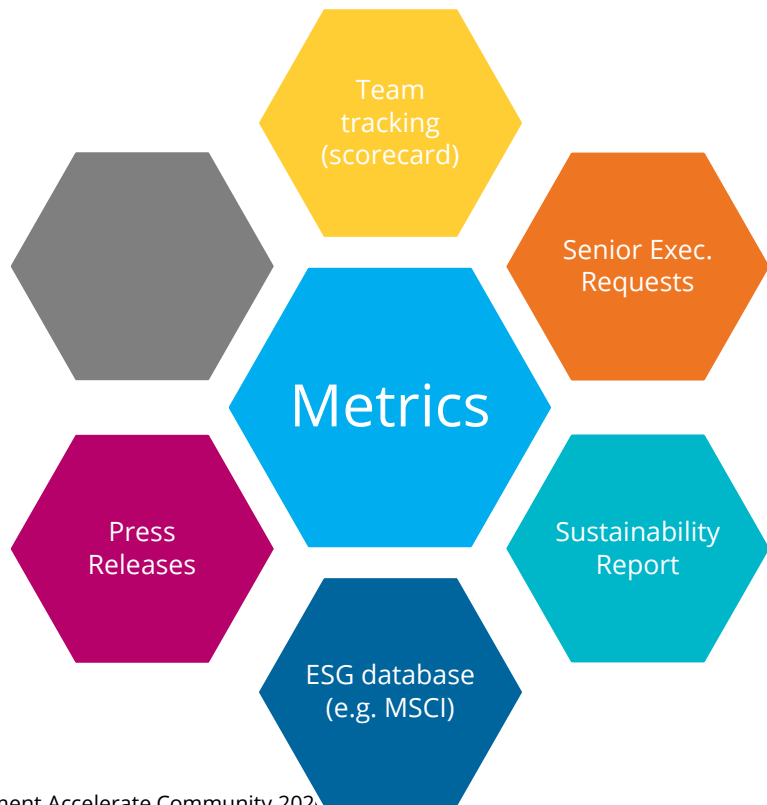 Team
tracking
(scorecard)
Senior Exec.
Requests
Metrics
Press
Releases
Sustainability
Report
ESG database
(e.g. MSCI)
Accelerate Community